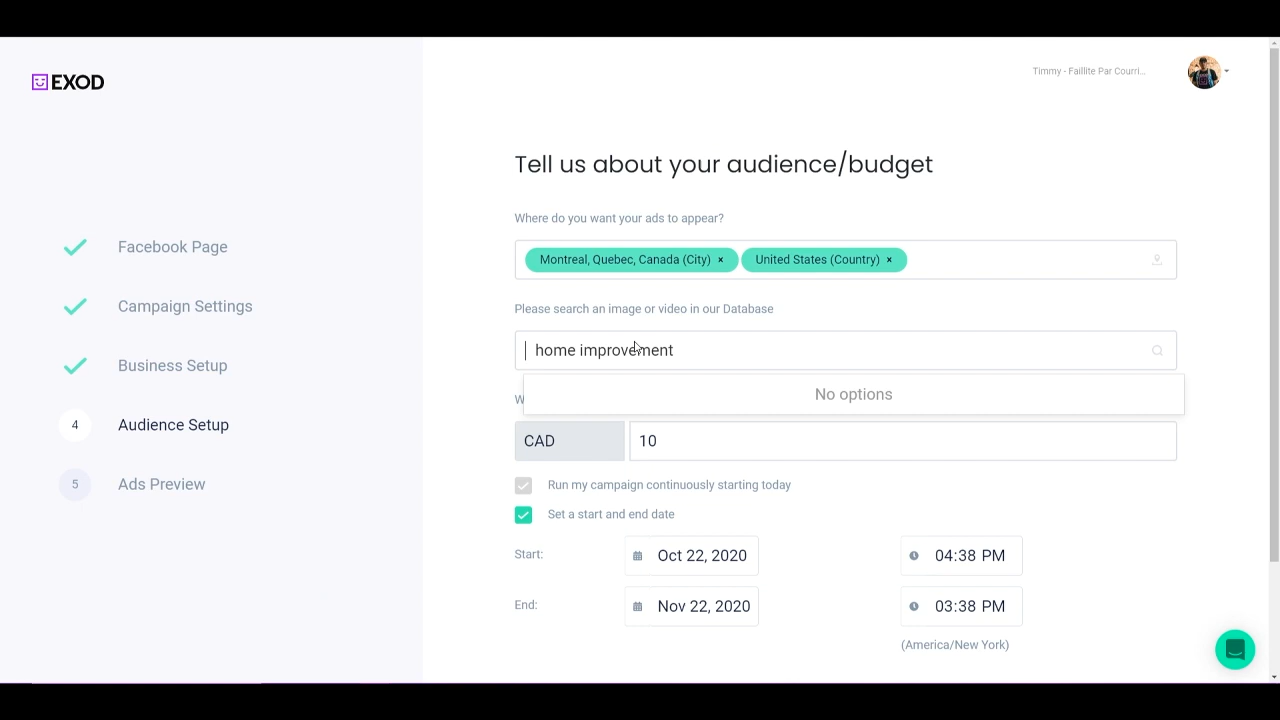 EXOD
Timmy - Faillite Par Courri...
Tell us about your audience/budget
Where do you want your ads to appear?
Montreal, Quebec, Canada (City) × United States (Country) ×
Please search an image or video in our Database
home improvement
No options
W
CAD 10
Run my campaign continuously starting today
Set a start and end date
Start: Oct 22, 2020 04:38 PM
End: Nov 22, 2020 03:38 PM
(America/New York)
Facebook Page
Campaign Settings
Business Setup
4 Audience Setup
5 Ads Preview